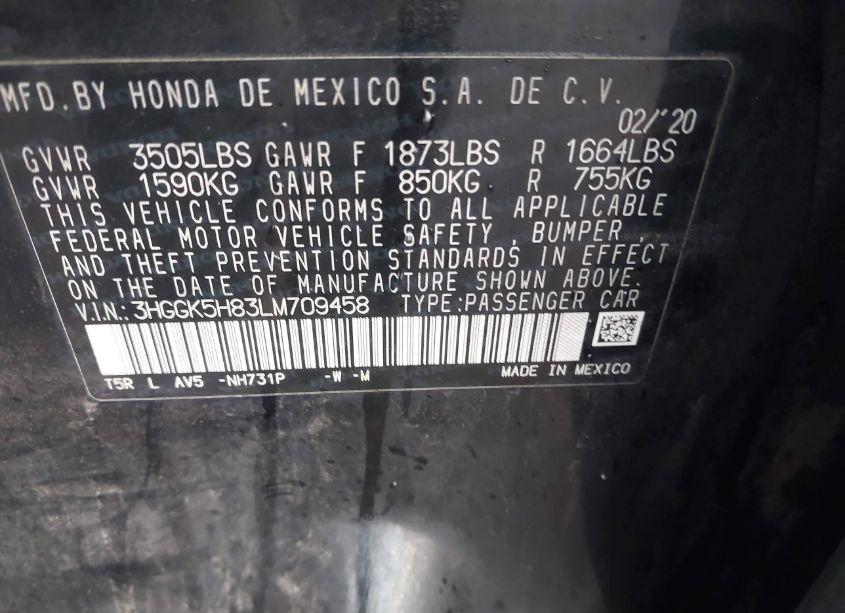 MFD. BY HONDA DE MEXICO S.A. DE C.V.
02/'20
GVWR 3505LBS GAWR F 1873LBS R 1664LBS
GVWR 1590KG GAWR F 850KG R 755KG
THIS VEHICLE CONFORMS TO ALL APPLICABLE
FEDERAL MOTOR VEHICLE SAFETY, BUMPER,
AND THEFT PREVENTION STANDARDS IN EFFECT
ON THE DATE OF MANUFACTURE SHOWN ABOVE.
V.I.N.: 3HGGK5H83LM709458 TYPE:PASSENGER CAR
T5R L AV5 -NH731P -W -M MADE IN MEXICO